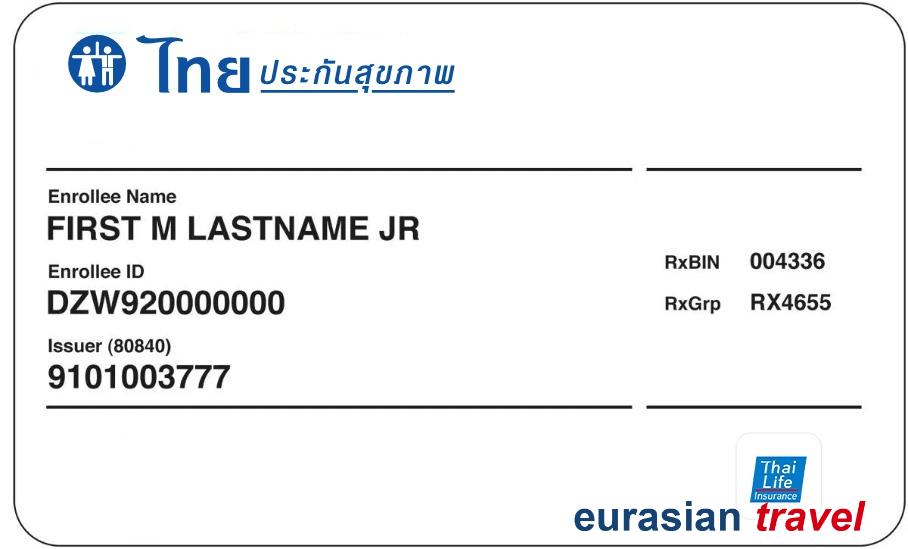 ไทย ประกันสุขภาพ
Enrollee Name
FIRST M LASTNAME JR
Enrollee ID
DZW920000000
Issuer (80840)
9101003777
RxBIN 004336
RxGrp RX4655
Thai
Life
Insurance
eurasian travel